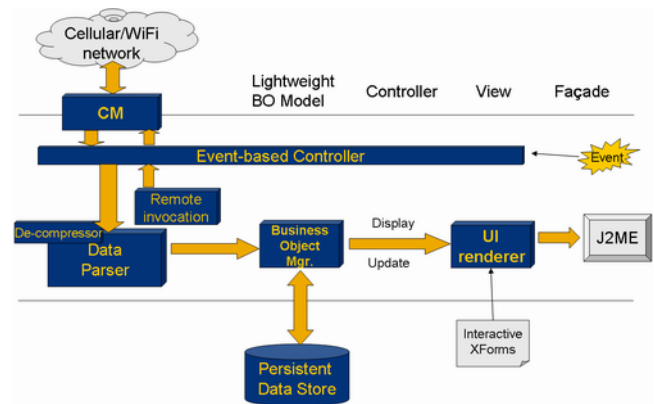 Cellular/WiFi
network
Lightweight
BO Model
Controller
View
Façade
CM
Event-based Controller
Event
Remote
invocation
De-compressor
Data
Parser
Business
Object
Mgr.
Display
Update
UI
renderer
J2ME
Interactive
XForms
Persistent
Data Store